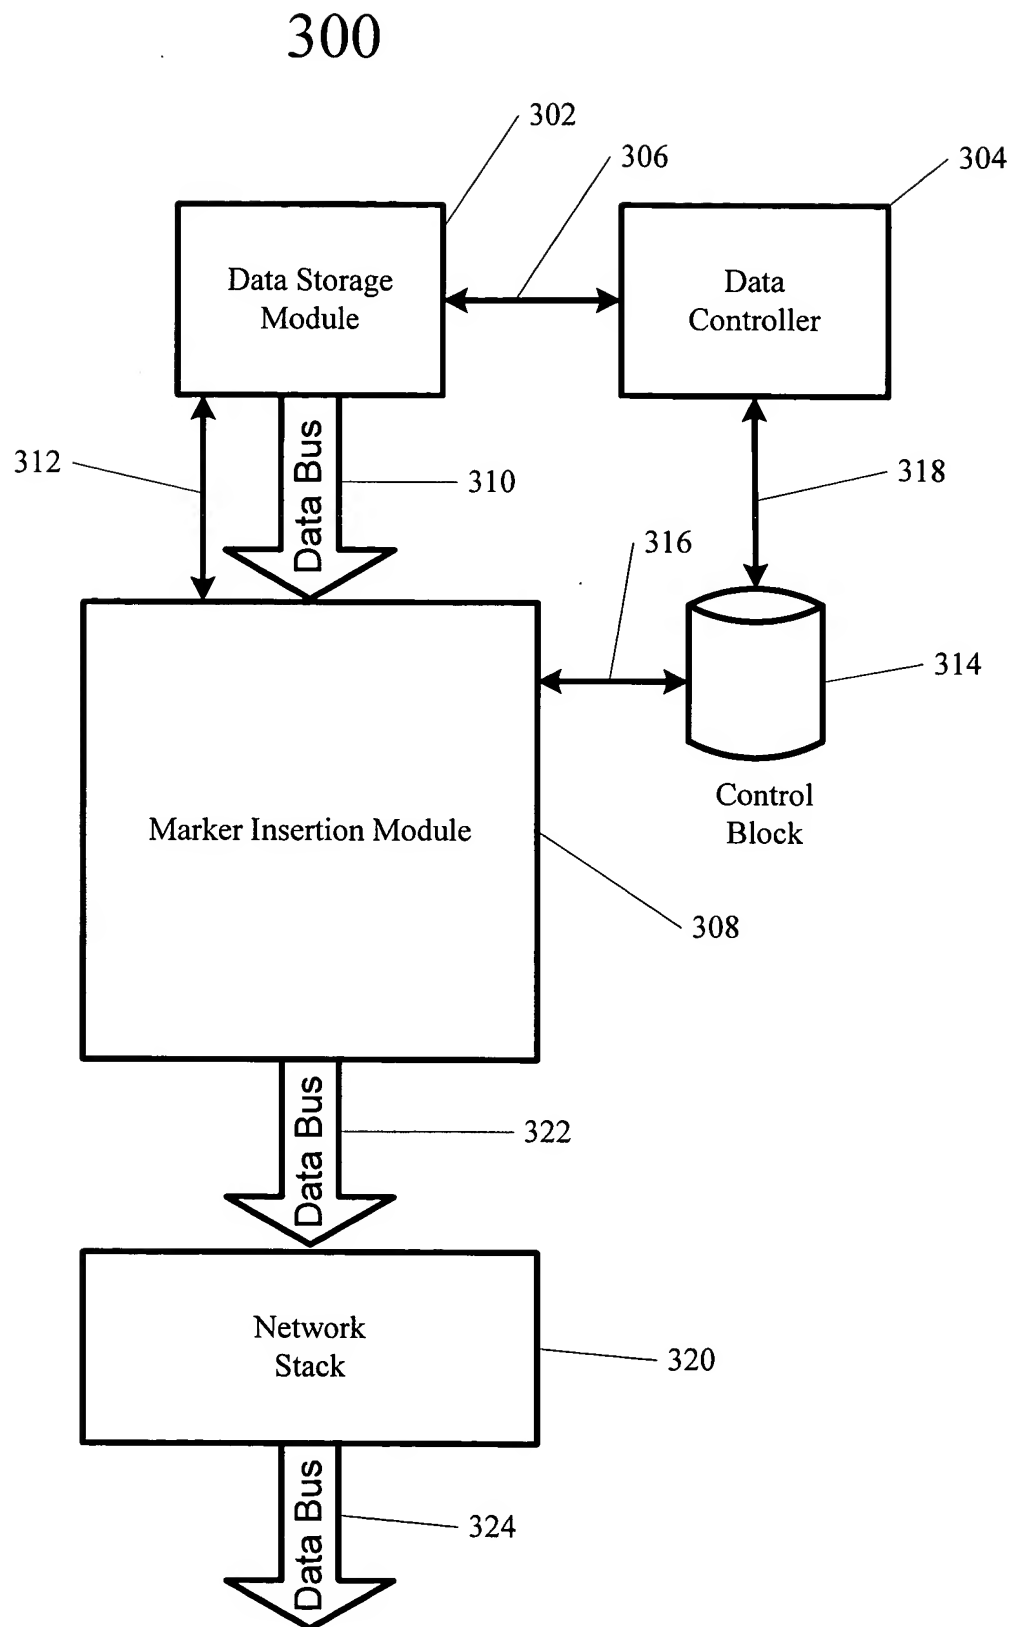 300
302
306
304
Data Storage
Module
Data
Controller
312
Data Bus
310
318
316
314
Control
Block
Marker Insertion Module
308
Data Bus
322
Network
Stack
320
Data Bus
324